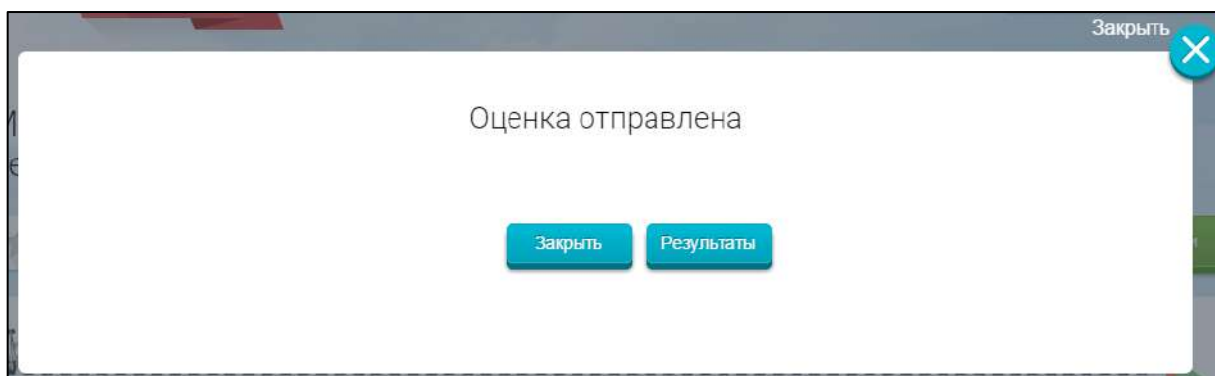 Закрыть
Оценка отправлена
Закрыть Результаты